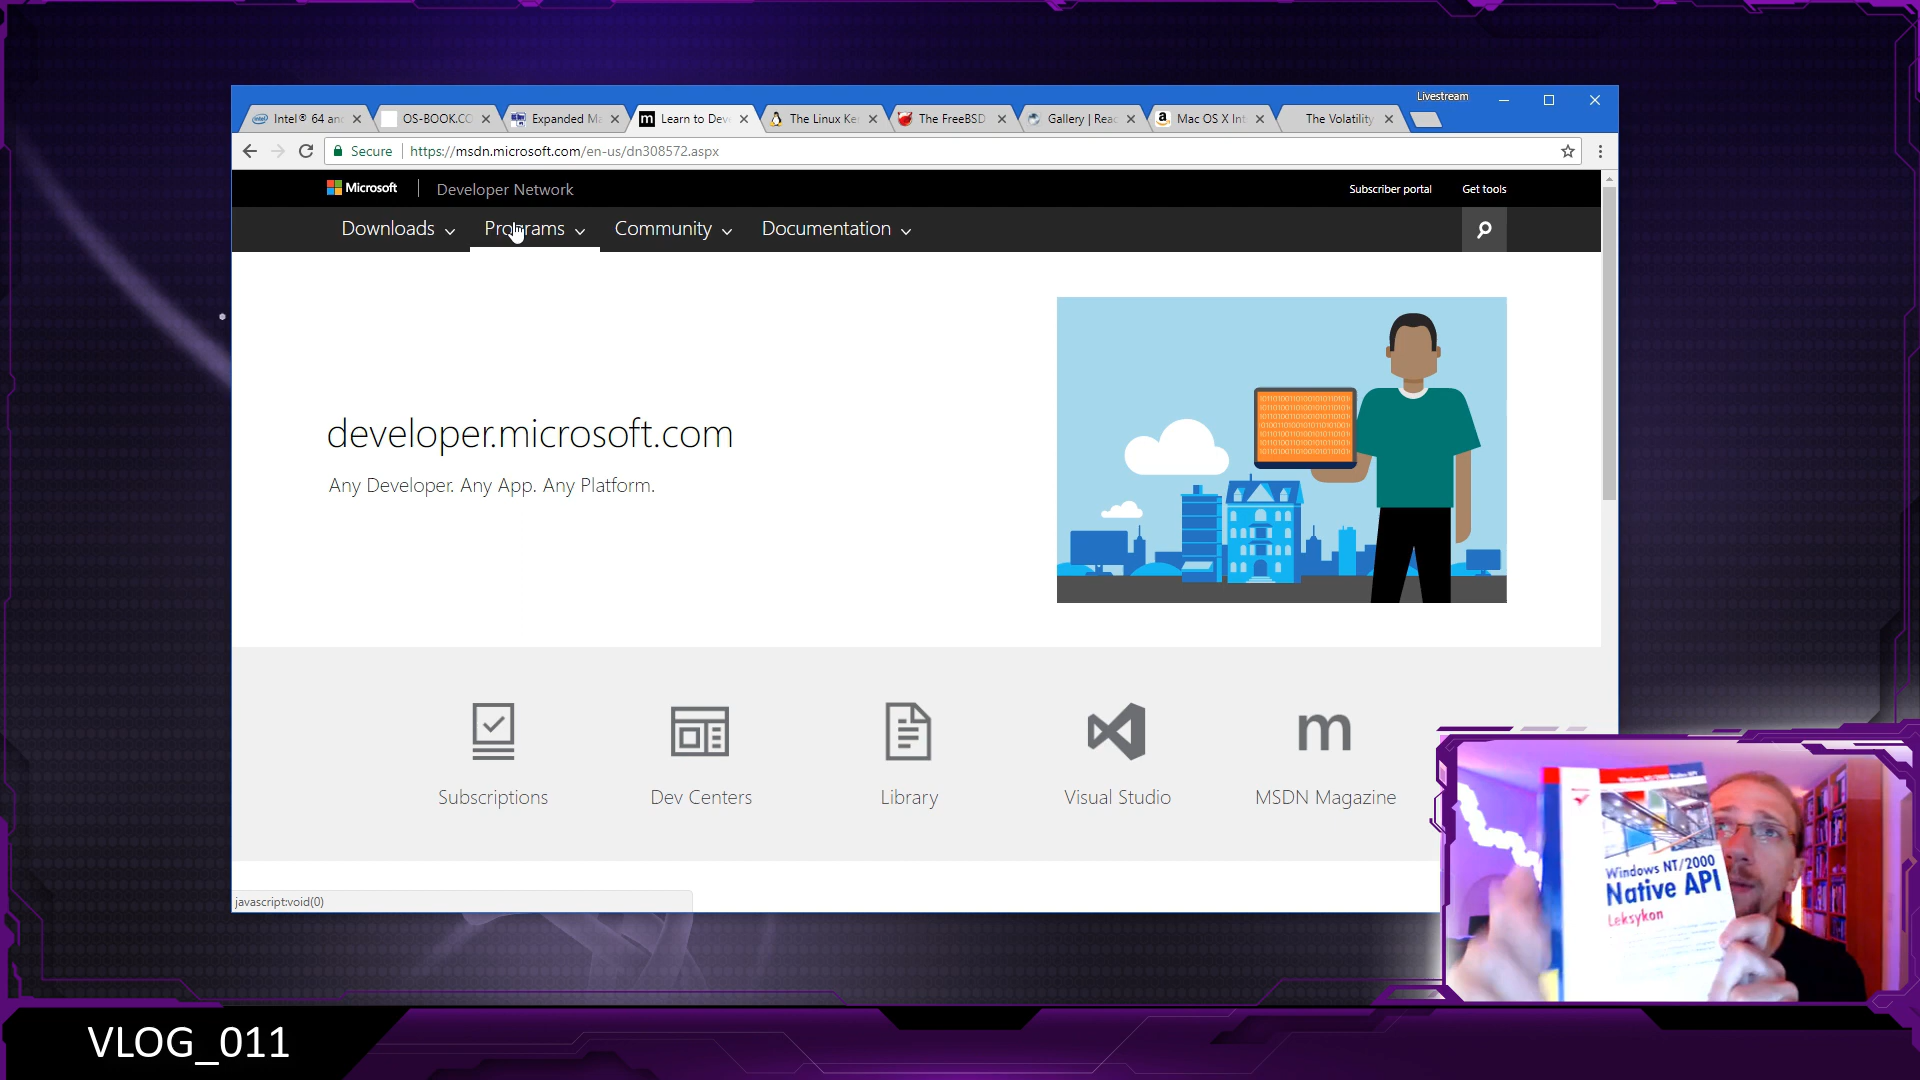 Livestream
Intel® 64 an
OS-BOOK.CO
Expanded Ma
m Learn to Dev
The Linux Ke
The FreeBSD
Gallery | Reac
a Mac OS X Int
The Volatility
Secure https://msdn.microsoft.com/en-us/dn308572.aspx
Microsoft Developer Network Subscriber portal Get tools
Downloads Programs Community Documentation
developer.microsoft.com
Any Developer. Any App. Any Platform.
m
Subscriptions Dev Centers Library Visual Studio MSDN Magazine
javascript:void(0)
Windows NT/2000
Native API
Leksykon
VLOG_011